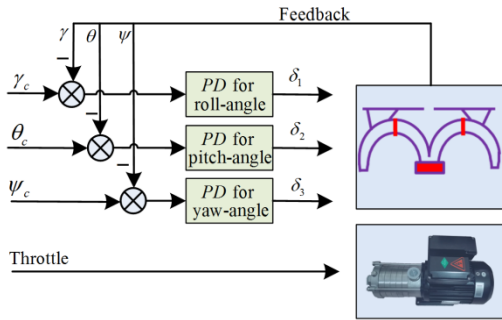 Feedback
γ θ ψ
γc
PD for
roll-angle
δ1
θc
PD for
pitch-angle
δ2
ψc
PD for
yaw-angle
δ3
Throttle